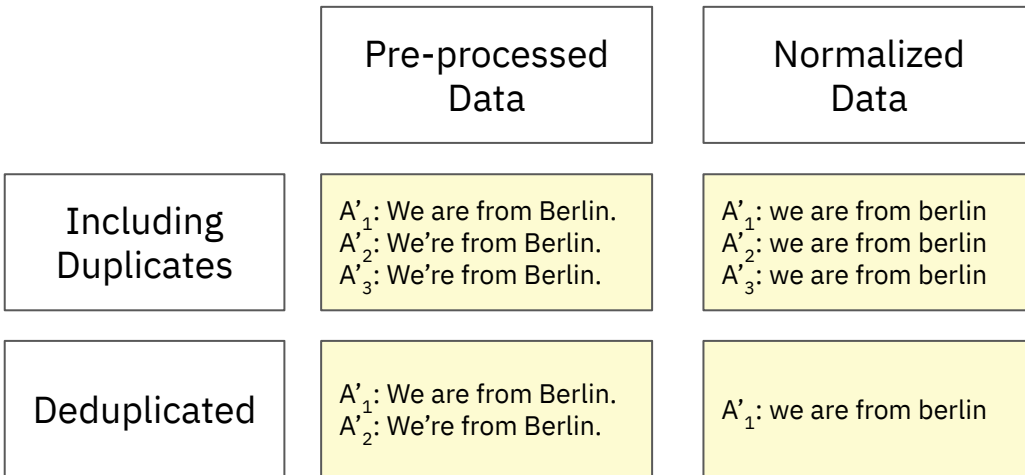 Pre-processed
Data
Normalized
Data
Including
Duplicates
A'₁: We are from Berlin.
A'₂: We’re from Berlin.
A'₃: We’re from Berlin.
A'₁: we are from berlin
A'₂: we are from berlin
A'₃: we are from berlin
Deduplicated
A'₁: We are from Berlin.
A'₂: We’re from Berlin.
A'₁: we are from berlin